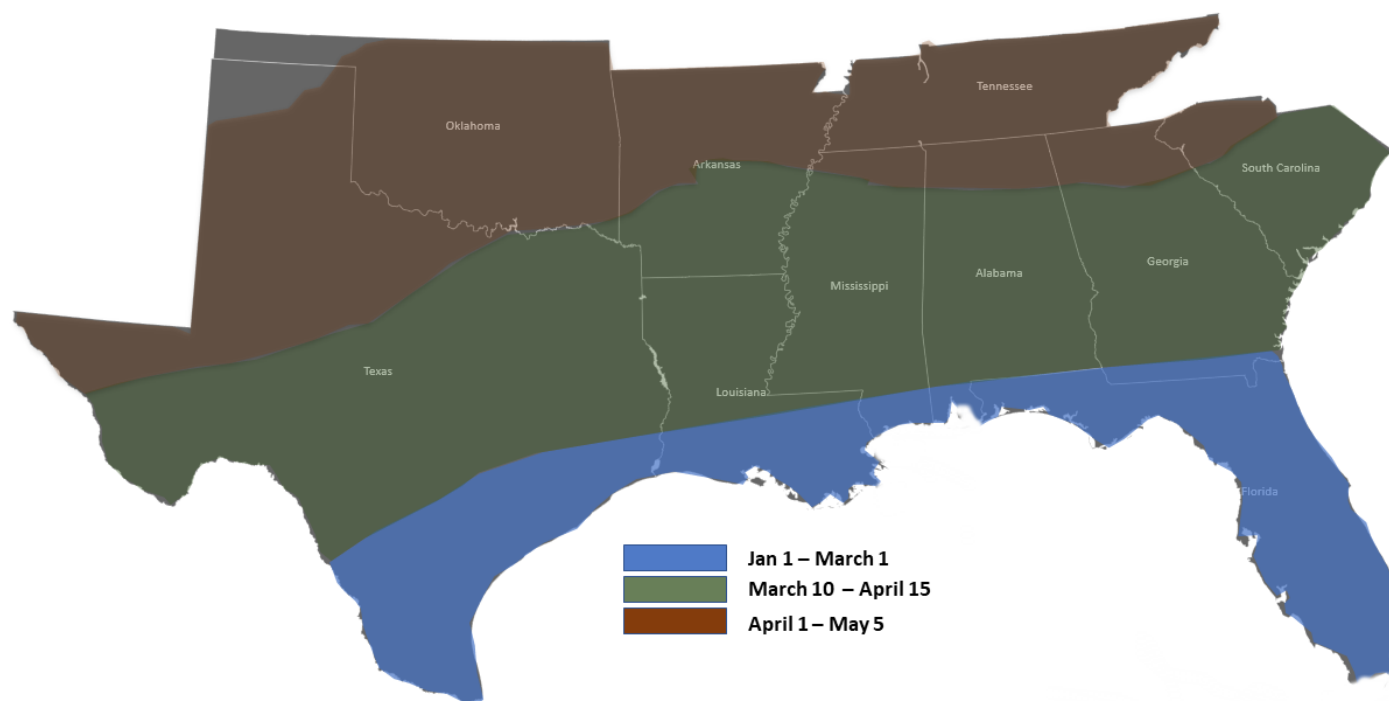 Tennessee
Oklahoma
Arkansas
South Carolina
Georgia
Alabama
Mississippi
Texas
Louisiana
Florida
Jan 1 – March 1
March 10 – April 15
April 1 – May 5